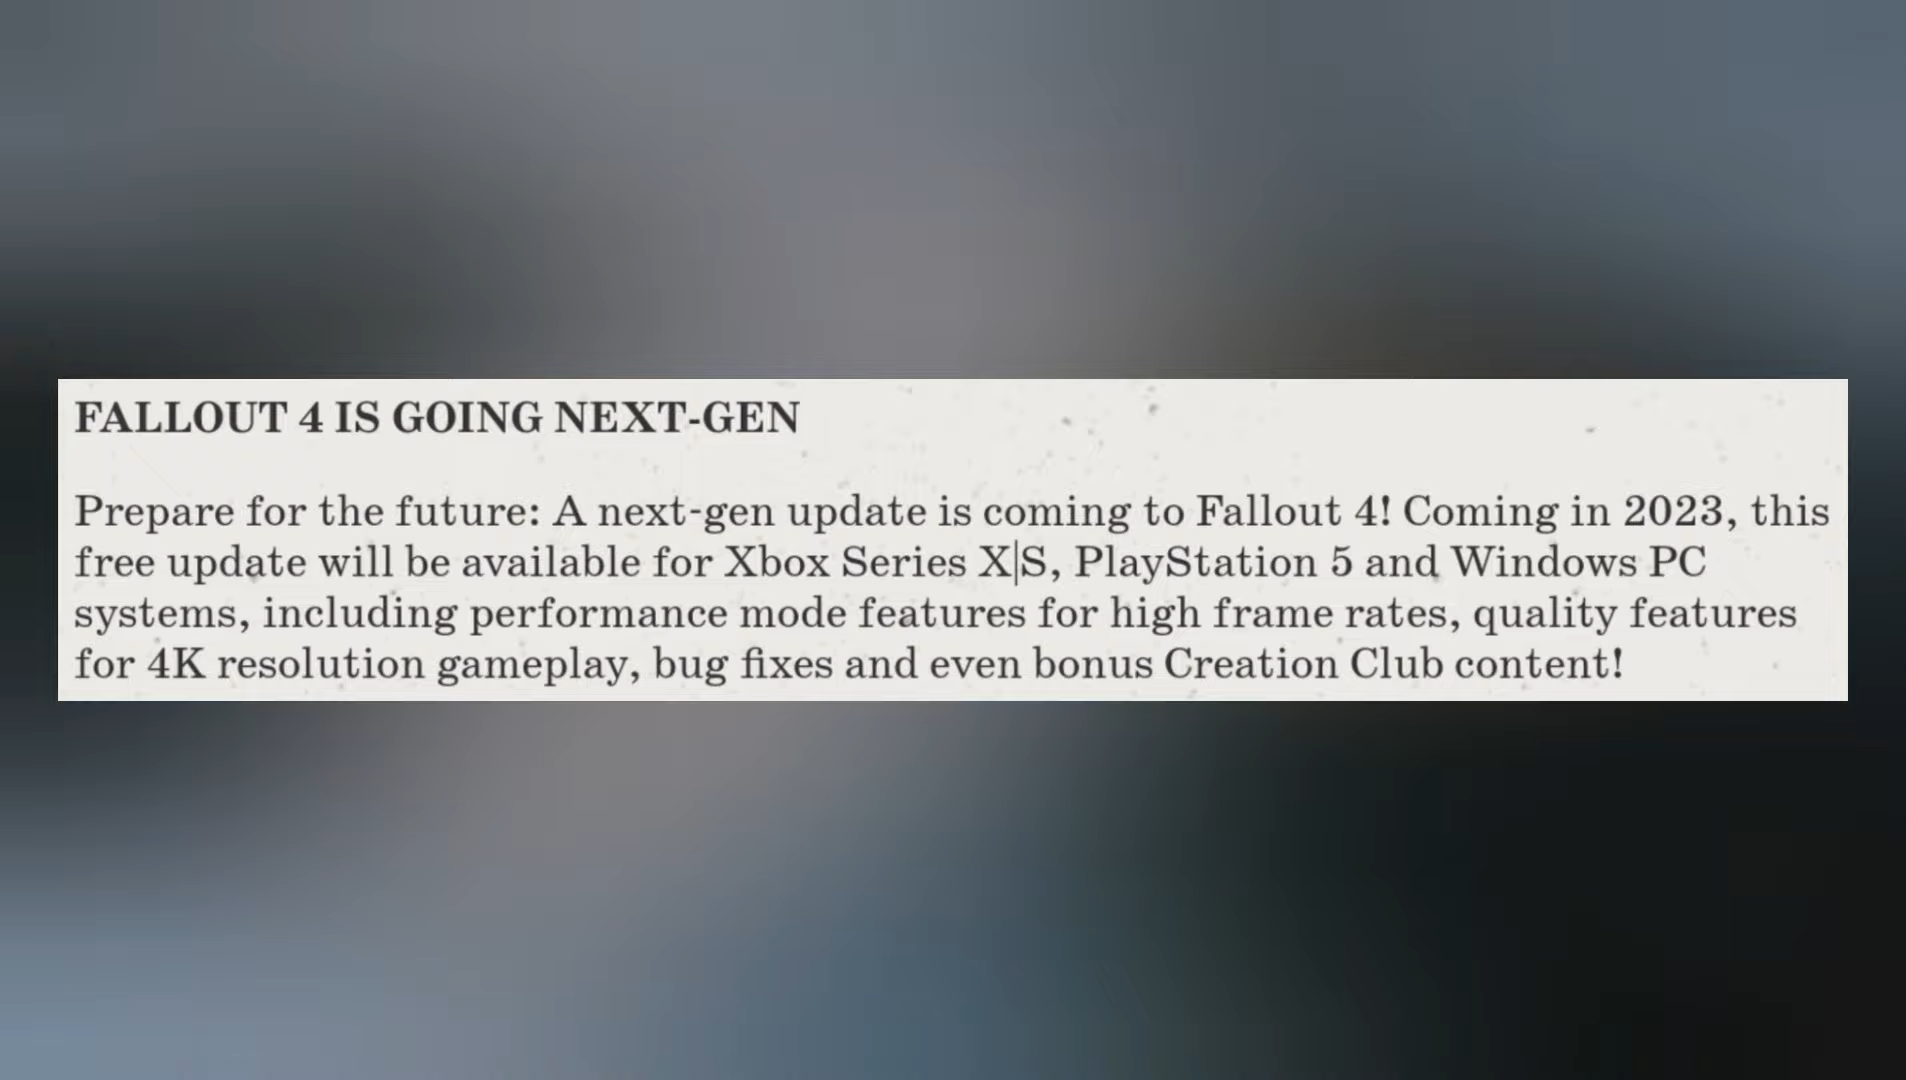 FALLOUT 4 IS GOING NEXT-GEN
Prepare for the future: A next-gen update is coming to Fallout 4! Coming in 2023, this
free update will be available for Xbox Series X|S, PlayStation 5 and Windows PC
systems, including performance mode features for high frame rates, quality features
for 4K resolution gameplay, bug fixes and even bonus Creation Club content!